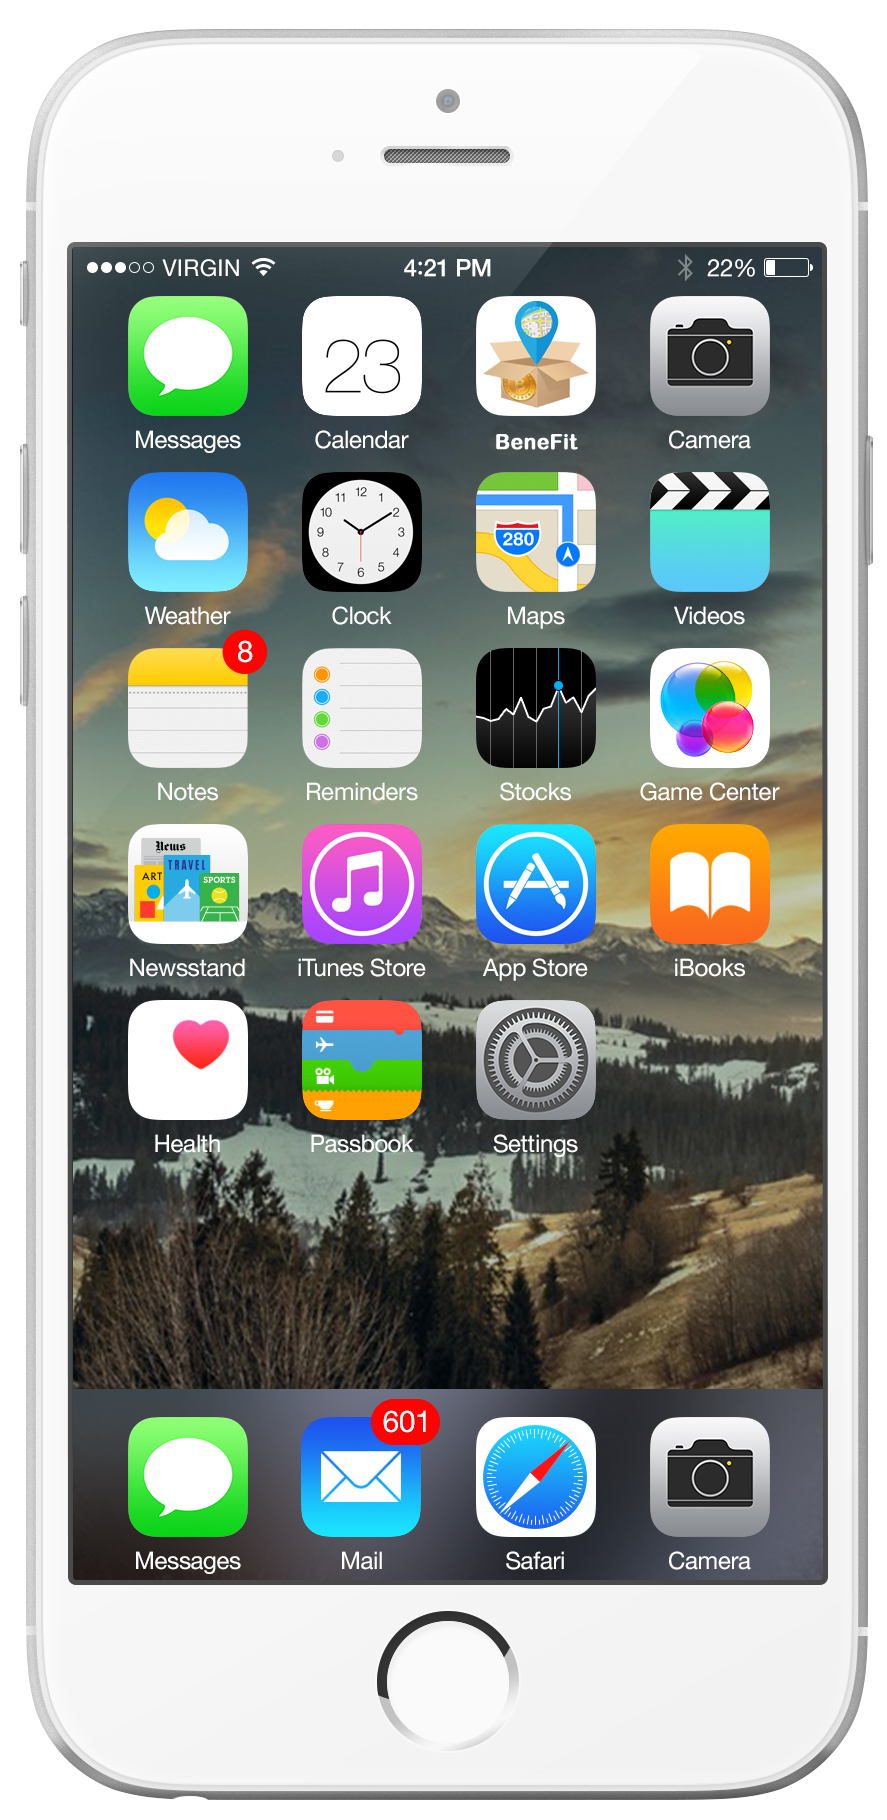 VIRGIN 4:21 PM 22%
23
Messages Calendar BeneFit Camera
12
11 1
10 2
9 3
8 4
7 5
6
280
Weather Clock Maps Videos
8
Notes Reminders Stocks Game Center
News
TRAVEL
ART
SPORTS
Newsstand iTunes Store App Store iBooks
Health Passbook Settings
601
Messages Mail Safari Camera